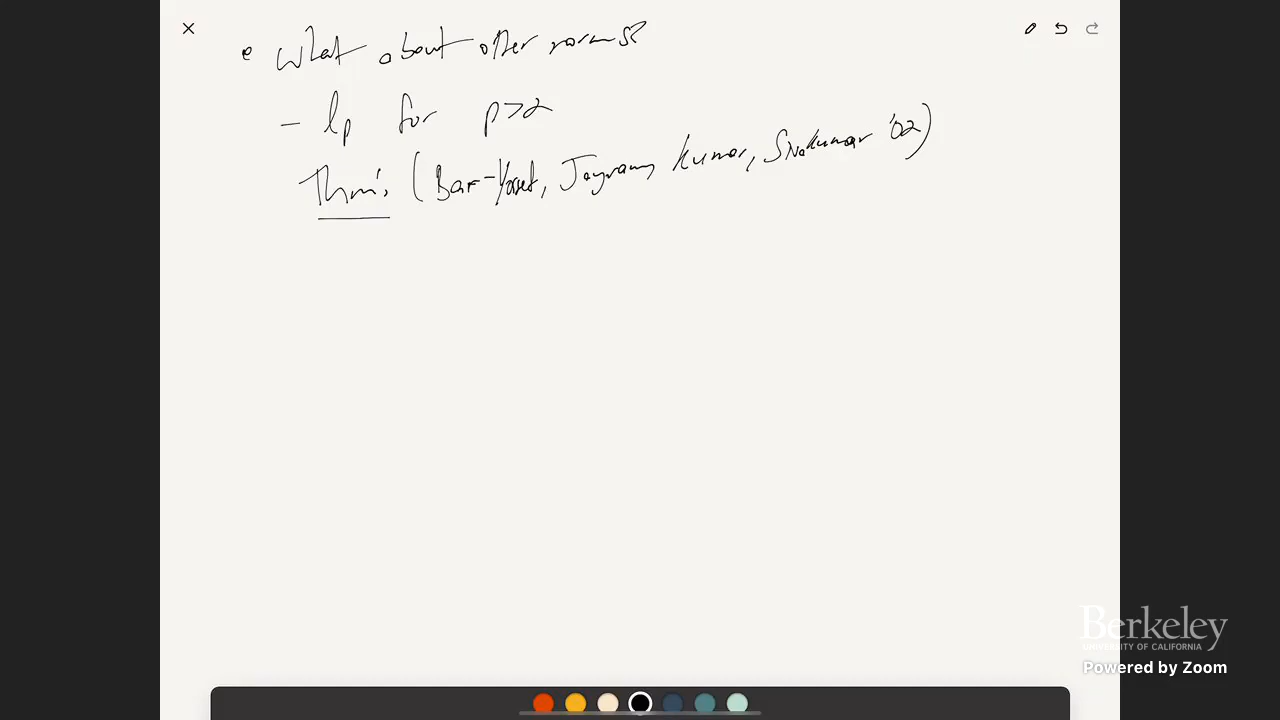 • What about other norms?
- lp for p>2
Thm: (Bar-Yossef, Jayram, Kumar, Sivakumar '02)
Berkeley
UNIVERSITY OF CALIFORNIA
Powered by Zoom